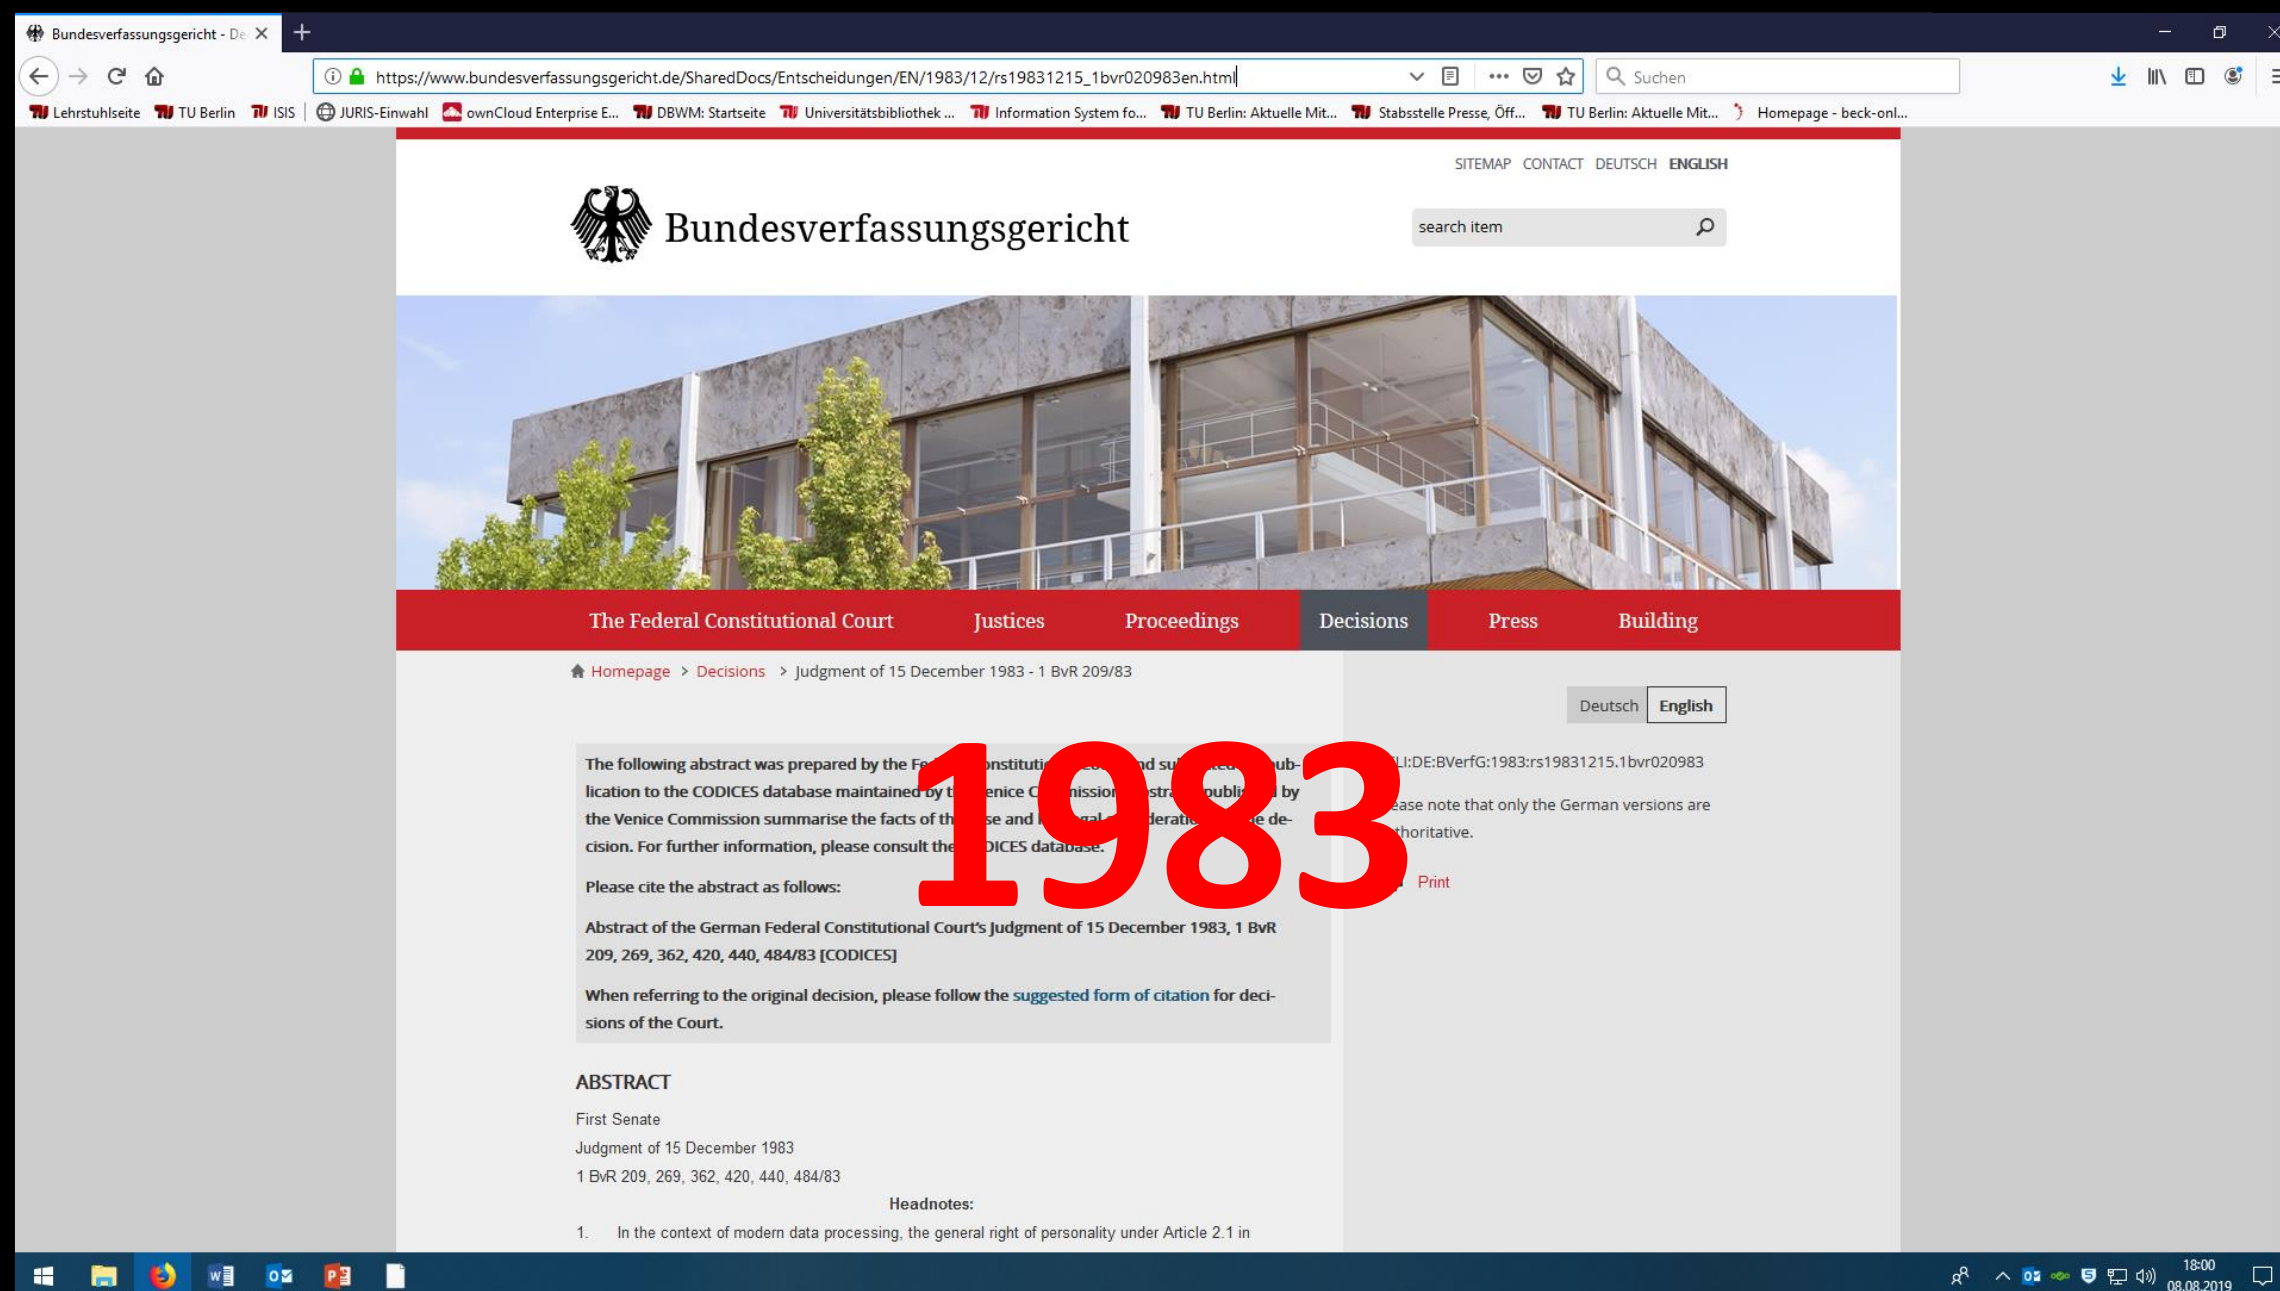 Bundesverfassungsgericht - De
https://www.bundesverfassungsgericht.de/SharedDocs/Entscheidungen/EN/1983/12/rs19831215_1bvr020983en.html
Suchen
Lehrstuhlseite TU Berlin ISIS JURIS-Einwahl ownCloud Enterprise E... DBWM: Startseite Universitätsbibliothek ... Information System fo... TU Berlin: Aktuelle Mit... Stabsstelle Presse, Öff... TU Berlin: Aktuelle Mit... Homepage - beck-onl...
SITEMAP CONTACT DEUTSCH ENGLISH
Bundesverfassungsgericht
search item
The Federal Constitutional Court Justices Proceedings Decisions Press Building
Homepage > Decisions > Judgment of 15 December 1983 - 1 BvR 209/83
Deutsch English
The following abstract was prepared by the
lication to the CODICES database maintained by by
the Venice Commission summarise the facts of and de-
cision. For further information, please consult the database.
Please cite the abstract as follows:
Abstract of the German Federal Constitutional Court's Judgment of 15 December 1983, 1 BvR
209, 269, 362, 420, 440, 484/83 [CODICES]
When referring to the original decision, please follow the suggested form of citation for deci-
sions of the Court.
1983
:DE:BVerfG:1983:rs19831215.1bvr020983
note that only the German versions are
Print
ABSTRACT
First Senate
Judgment of 15 December 1983
1 BvR 209, 269, 362, 420, 440, 484/83
Headnotes:
1. In the context of modern data processing, the general right of personality under Article 2.1 in
18:00
08.08.2019